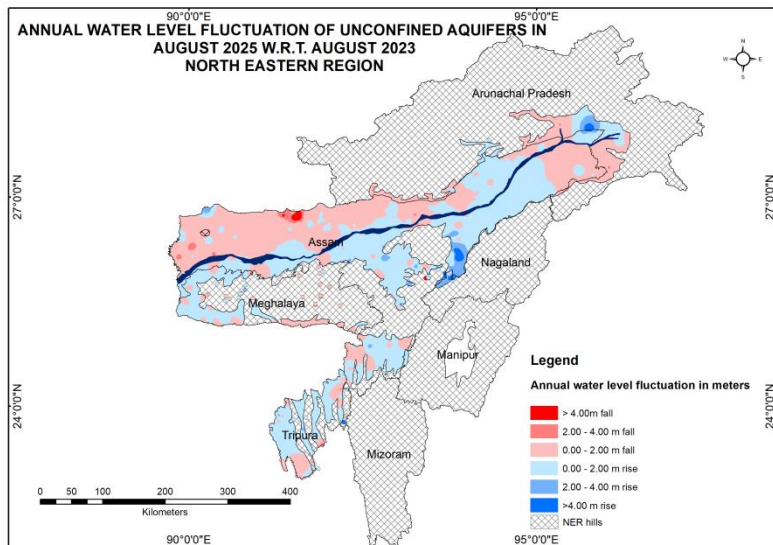 90°0'0"E
95°0'0"E
ANNUAL WATER LEVEL FLUCTUATION OF UNCONFINED AQUIFERS IN
AUGUST 2025 W.R.T. AUGUST 2023
NORTH EASTERN REGION
N
W
E
S
Arunachal Pradesh
27°0'0"N
27°0'0"N
Assam
Nagaland
Meghalaya
Manipur
24°0'0"N
24°0'0"N
Tripura
Mizoram
Legend
Annual water level fluctuation in meters
> 4.00m fall
2.00 - 4.00 m fall
0.00 - 2.00 m fall
0.00 - 2.00 m rise
2.00 - 4.00 m rise
>4.00 m rise
NER hills
0 50 100 200 300 400
Kilometers
90°0'0"E
95°0'0"E